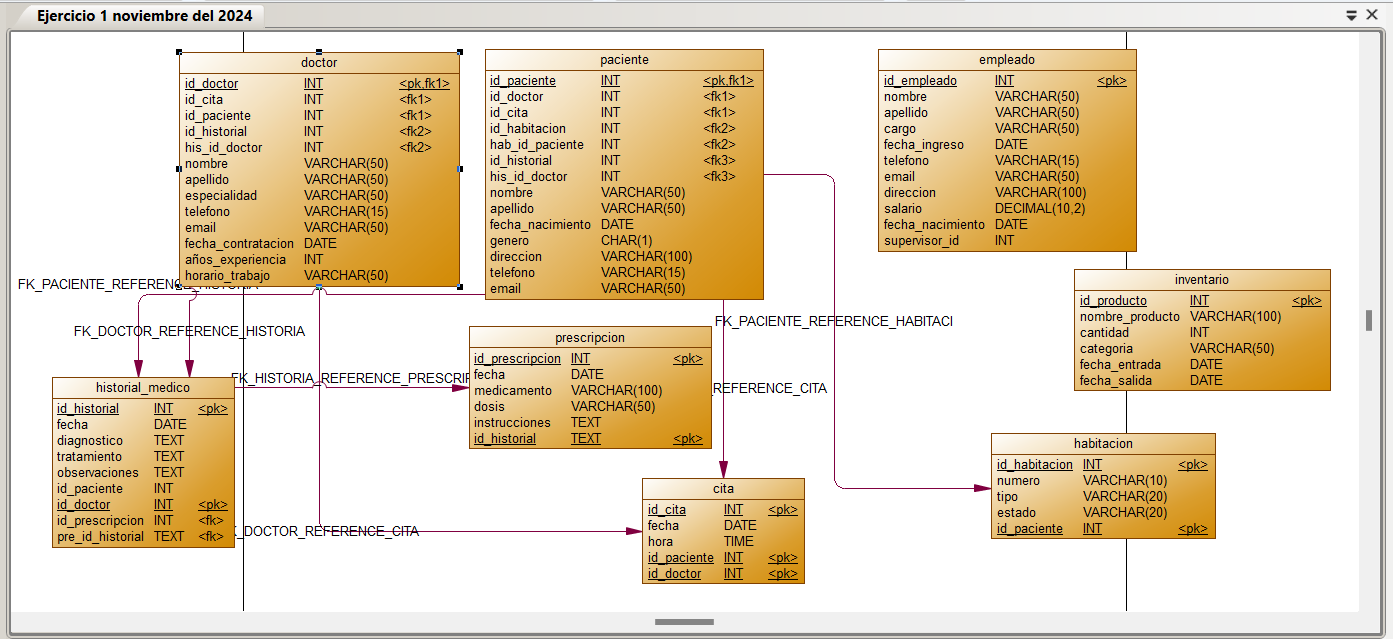 Ejercicio 1 noviembre del 2024
doctor
id_doctor INT <pk,fk1>
id_cita INT <fk1>
id_paciente INT <fk1>
id_historial INT <fk2>
his_id_doctor INT <fk2>
nombre VARCHAR(50)
apellido VARCHAR(50)
especialidad VARCHAR(50)
telefono VARCHAR(15)
email VARCHAR(50)
fecha_contratacion DATE
años_experiencia INT
horario_trabajo VARCHAR(50)
paciente
id_paciente INT <pk,fk1>
id_doctor INT <fk1>
id_cita INT <fk1>
id_habitacion INT <fk2>
hab_id_paciente INT <fk2>
id_historial INT <fk3>
his_id_doctor INT <fk3>
nombre VARCHAR(50)
apellido VARCHAR(50)
fecha_nacimiento DATE
genero CHAR(1)
direccion VARCHAR(100)
telefono VARCHAR(15)
email VARCHAR(50)
empleado
id_empleado INT <pk>
nombre VARCHAR(50)
apellido VARCHAR(50)
cargo VARCHAR(50)
fecha_ingreso DATE
telefono VARCHAR(15)
email VARCHAR(50)
direccion VARCHAR(100)
salario DECIMAL(10,2)
fecha_nacimiento DATE
supervisor_id INT
inventario
id_producto INT <pk>
nombre_producto VARCHAR(100)
cantidad INT
categoria VARCHAR(50)
fecha_entrada DATE
fecha_salida DATE
FK_PACIENTE_REFERENCE_HISTORIA
FK_DOCTOR_REFERENCE_HISTORIA
FK_PACIENTE_REFERENCE_HABITACI
prescripcion
id_prescripcion INT <pk>
fecha DATE
medicamento VARCHAR(100)
dosis VARCHAR(50)
instrucciones TEXT
id_historial TEXT <pk>
FK_HISTORIA_REFERENCE_PRESCRIF
REFERENCE_CITA
historial_medico
id_historial INT <pk>
fecha DATE
diagnostico TEXT
tratamiento TEXT
observaciones TEXT
id_paciente INT
id_doctor INT <pk>
id_prescripcion INT <fk>
pre_id_historial TEXT <fk>
K_DOCTOR_REFERENCE_CITA
cita
id_cita INT <pk>
fecha DATE
hora TIME
id_paciente INT <pk>
id_doctor INT <pk>
habitacion
id_habitacion INT <pk>
numero VARCHAR(10)
tipo VARCHAR(20)
estado VARCHAR(20)
id_paciente INT <pk>